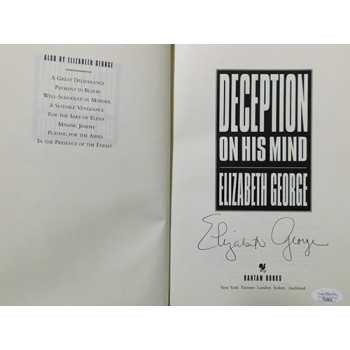 ALSO BY ELIZABETH GEORGE
A GREAT DELIVERANCE
PAYMENT IN BLOOD
WELL-SCHOOLED IN MURDER
A SUITABLE VENGEANCE
FOR THE SAKE OF ELENA
MISSING JOSEPH
PLAYING FOR THE ASHES
IN THE PRESENCE OF THE ENEMY
DECEPTION
ON HIS MIND
ELIZABETH GEORGE
Elizabeth George
BANTAM BOOKS
New York Toronto London Sydney Auckland